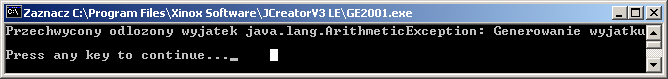 Zaznacz C:\Program Files\Xinox Software\JCreatorV3 LE\GE2001.exe
Przechwycony odlozony wyjatek java.lang.ArithmeticException: Generowanie wyjatku
Press any key to continue..._